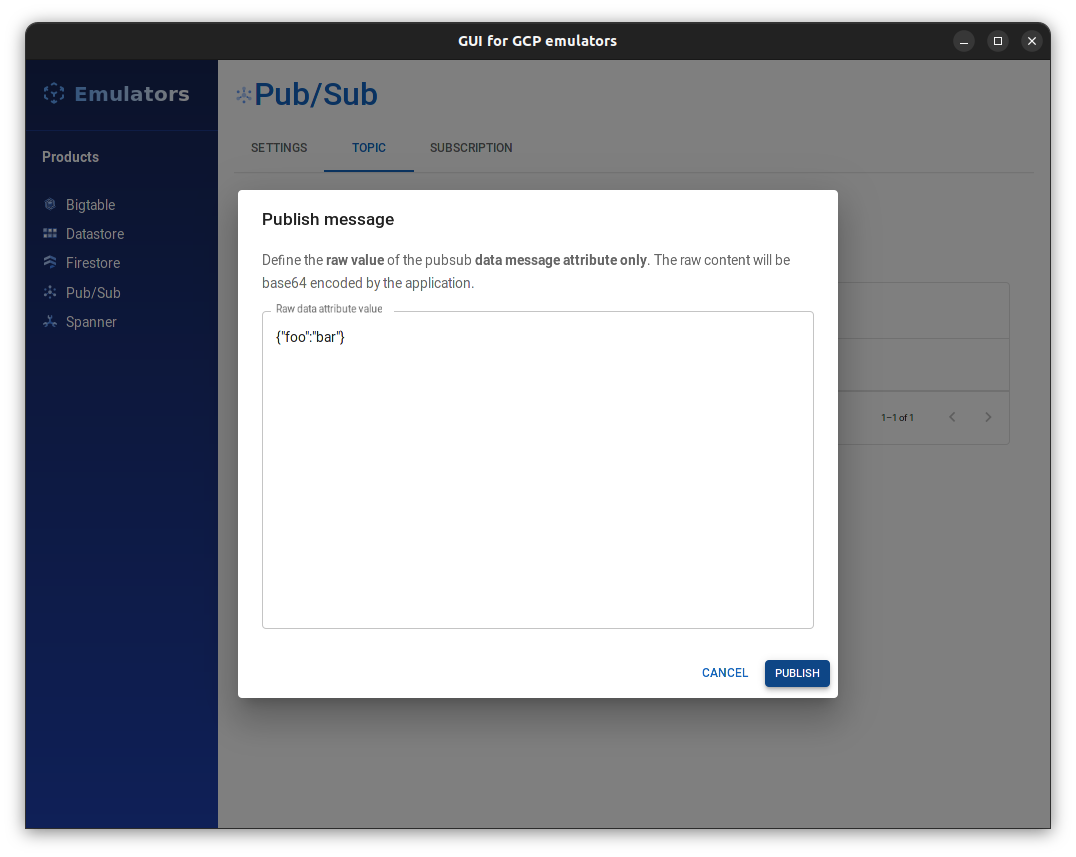 GUI for GCP emulators
Emulators
Products
Bigtable
Datastore
Firestore
Pub/Sub
Spanner
Pub/Sub
SETTINGS TOPIC SUBSCRIPTION
Publish message
Define the raw value of the pubsub data message attribute only. The raw content will be
base64 encoded by the application.
Raw data attribute value
{"foo":"bar"}
1–1 of 1
CANCEL PUBLISH